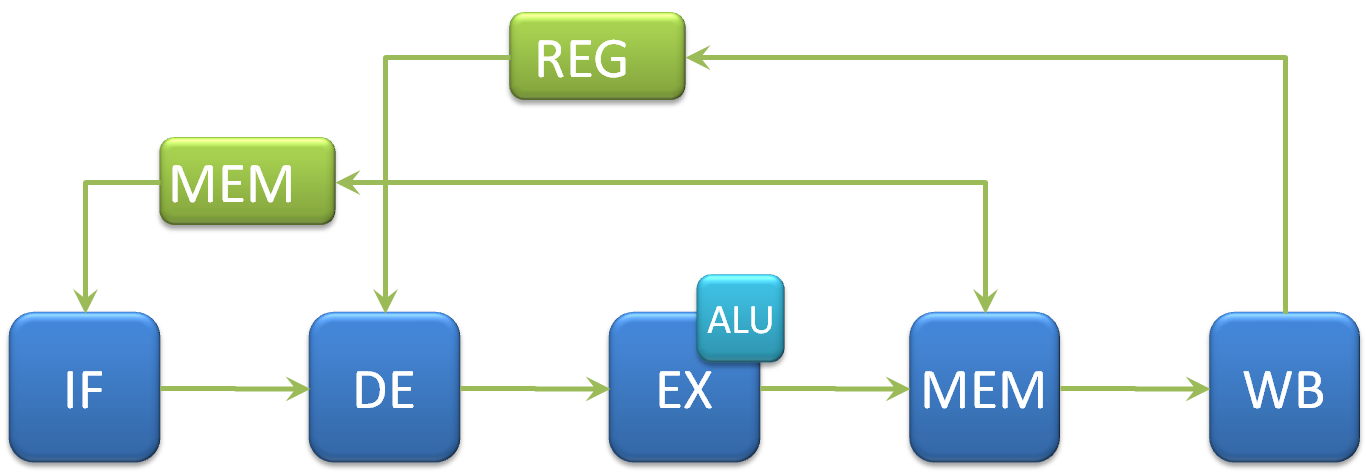 REG
MEM
ALU
IF
DE
EX
MEM
WB